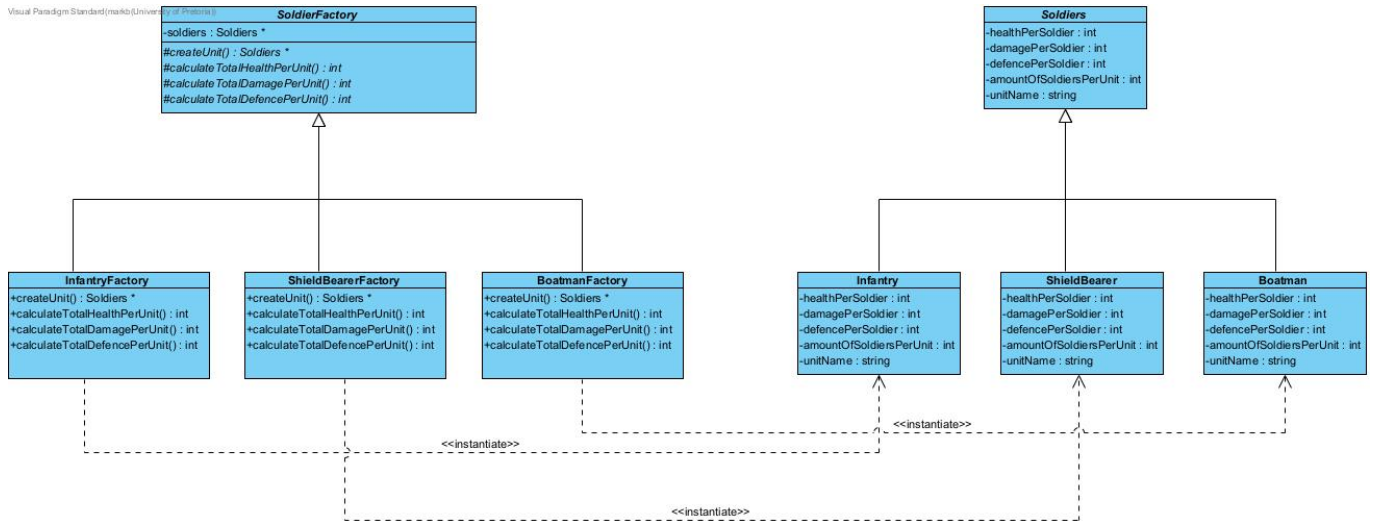 Visual Paradigm Standard(markb(University of Pretoria))
SoldierFactory
-soldiers : Soldiers *
#createUnit() : Soldiers *
#calculateTotalHealthPerUnit() : int
#calculateTotalDamagePerUnit() : int
#calculateTotalDefencePerUnit() : int
Soldiers
-healthPerSoldier : int
-damagePerSoldier : int
-defencePerSoldier : int
-amountOfSoldiersPerUnit : int
-unitName : string
InfantryFactory
+createUnit() : Soldiers *
+calculateTotalHealthPerUnit() : int
+calculateTotalDamagePerUnit() : int
+calculateTotalDefencePerUnit() : int
ShieldBearerFactory
+createUnit() : Soldiers *
+calculateTotalHealthPerUnit() : int
+calculateTotalDamagePerUnit() : int
+calculateTotalDefencePerUnit() : int
BoatmanFactory
+createUnit() : Soldiers *
+calculateTotalHealthPerUnit() : int
+calculateTotalDamagePerUnit() : int
+calculateTotalDefencePerUnit() : int
Infantry
-healthPerSoldier : int
-damagePerSoldier : int
-defencePerSoldier : int
-amountOfSoldiersPerUnit : int
-unitName : string
ShieldBearer
-healthPerSoldier : int
-damagePerSoldier : int
-defencePerSoldier : int
-amountOfSoldiersPerUnit : int
-unitName : string
Boatman
-healthPerSoldier : int
-damagePerSoldier : int
-defencePerSoldier : int
-amountOfSoldiersPerUnit : int
-unitName : string
<<instantiate>>
<<instantiate>>
<<instantiate>>